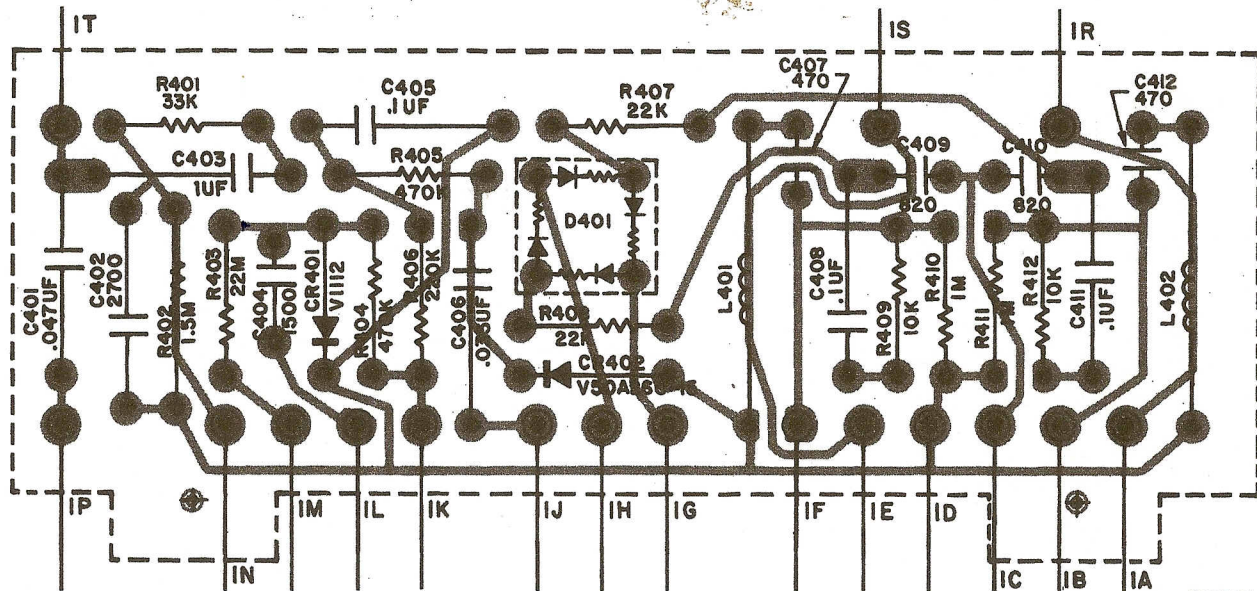 IT
IS
IR
R401
33K
C405
.1UF
R407
22K
C407
470
C412
470
C403
1UF
R405
470K
D401
C409
820
C410
820
C401
.047UF
C402
2700
R402
1.5M
R403
22M
C404
1500
CR401
V1112
R404
470K
R406
220K
C406
22K
CR402
L401
C408
.1UF
R409
10K
R410
1M
R411
R412
10K
C411
.1UF
L402
IP
IN
IM
IL
IK
IJ
IH
IG
IF
IE
ID
IC
IB
IA